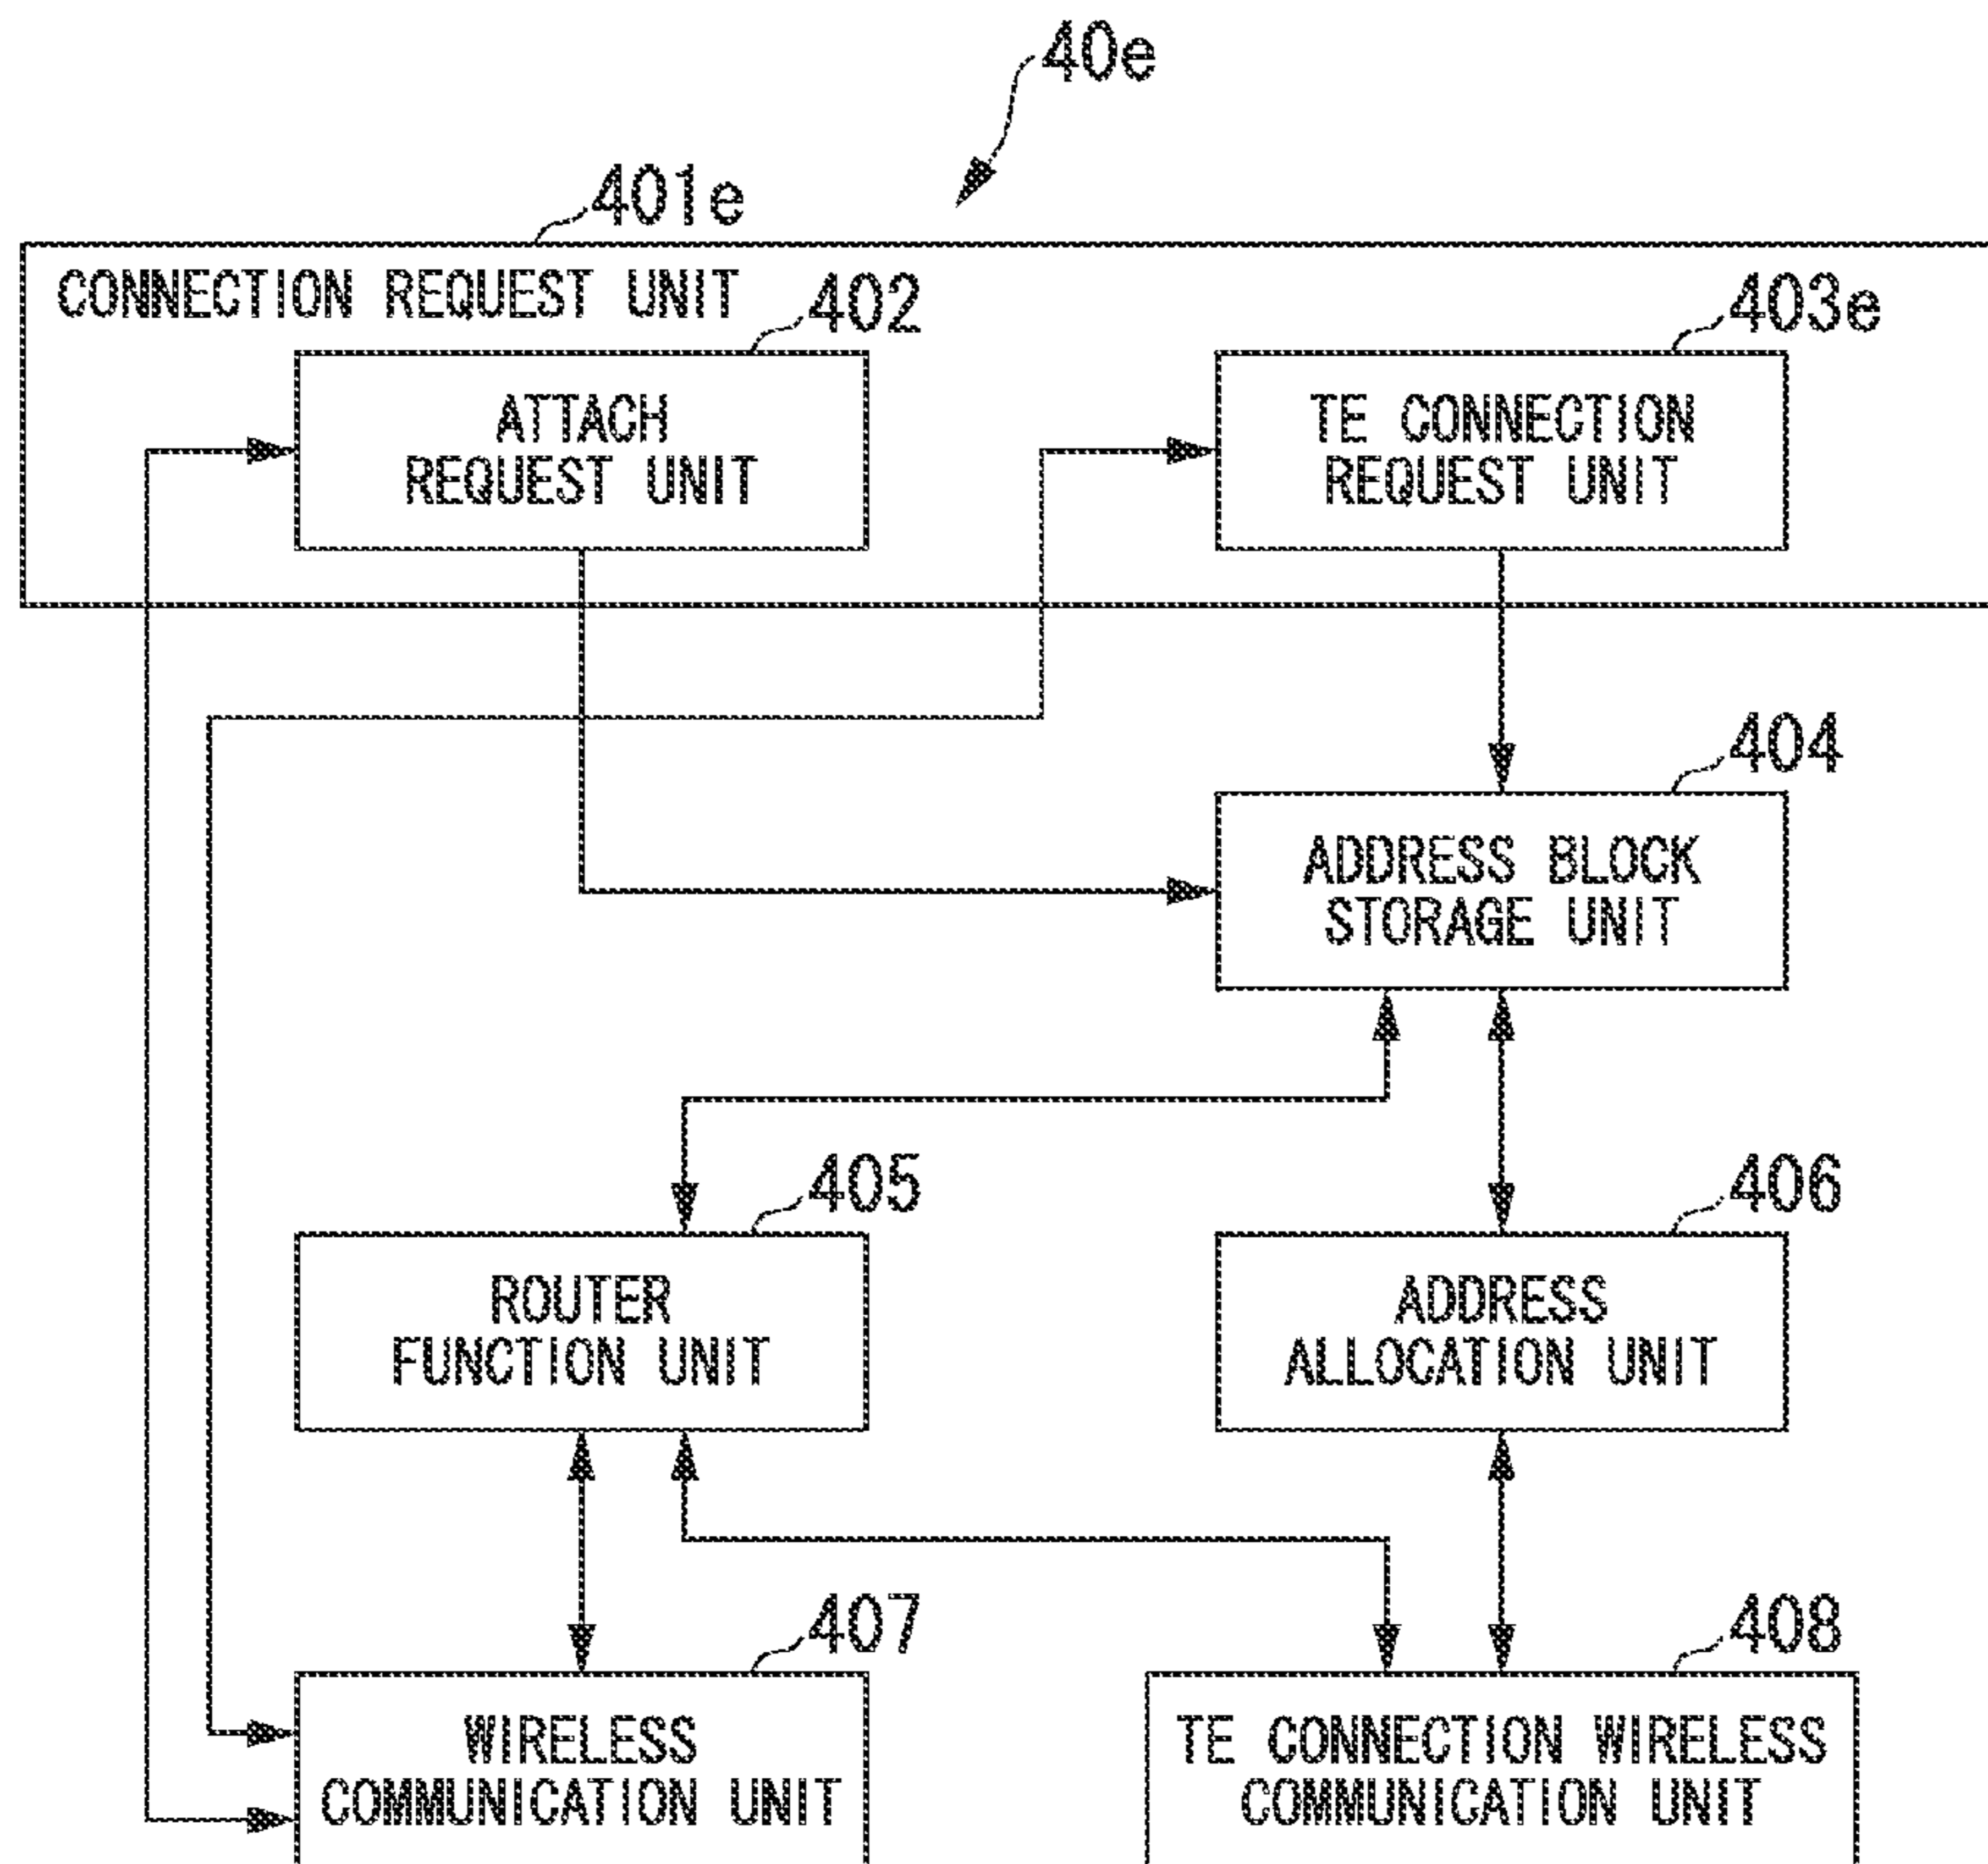 40e
401e
CONNECTION REQUEST UNIT
402
403e
ATTACH
REQUEST UNIT
TE CONNECTION
REQUEST UNIT
404
ADDRESS BLOCK
STORAGE UNIT
405
406
ROUTER
FUNCTION UNIT
ADDRESS
ALLOCATION UNIT
407
408
WIRELESS
COMMUNICATION UNIT
TE CONNECTION WIRELESS
COMMUNICATION UNIT